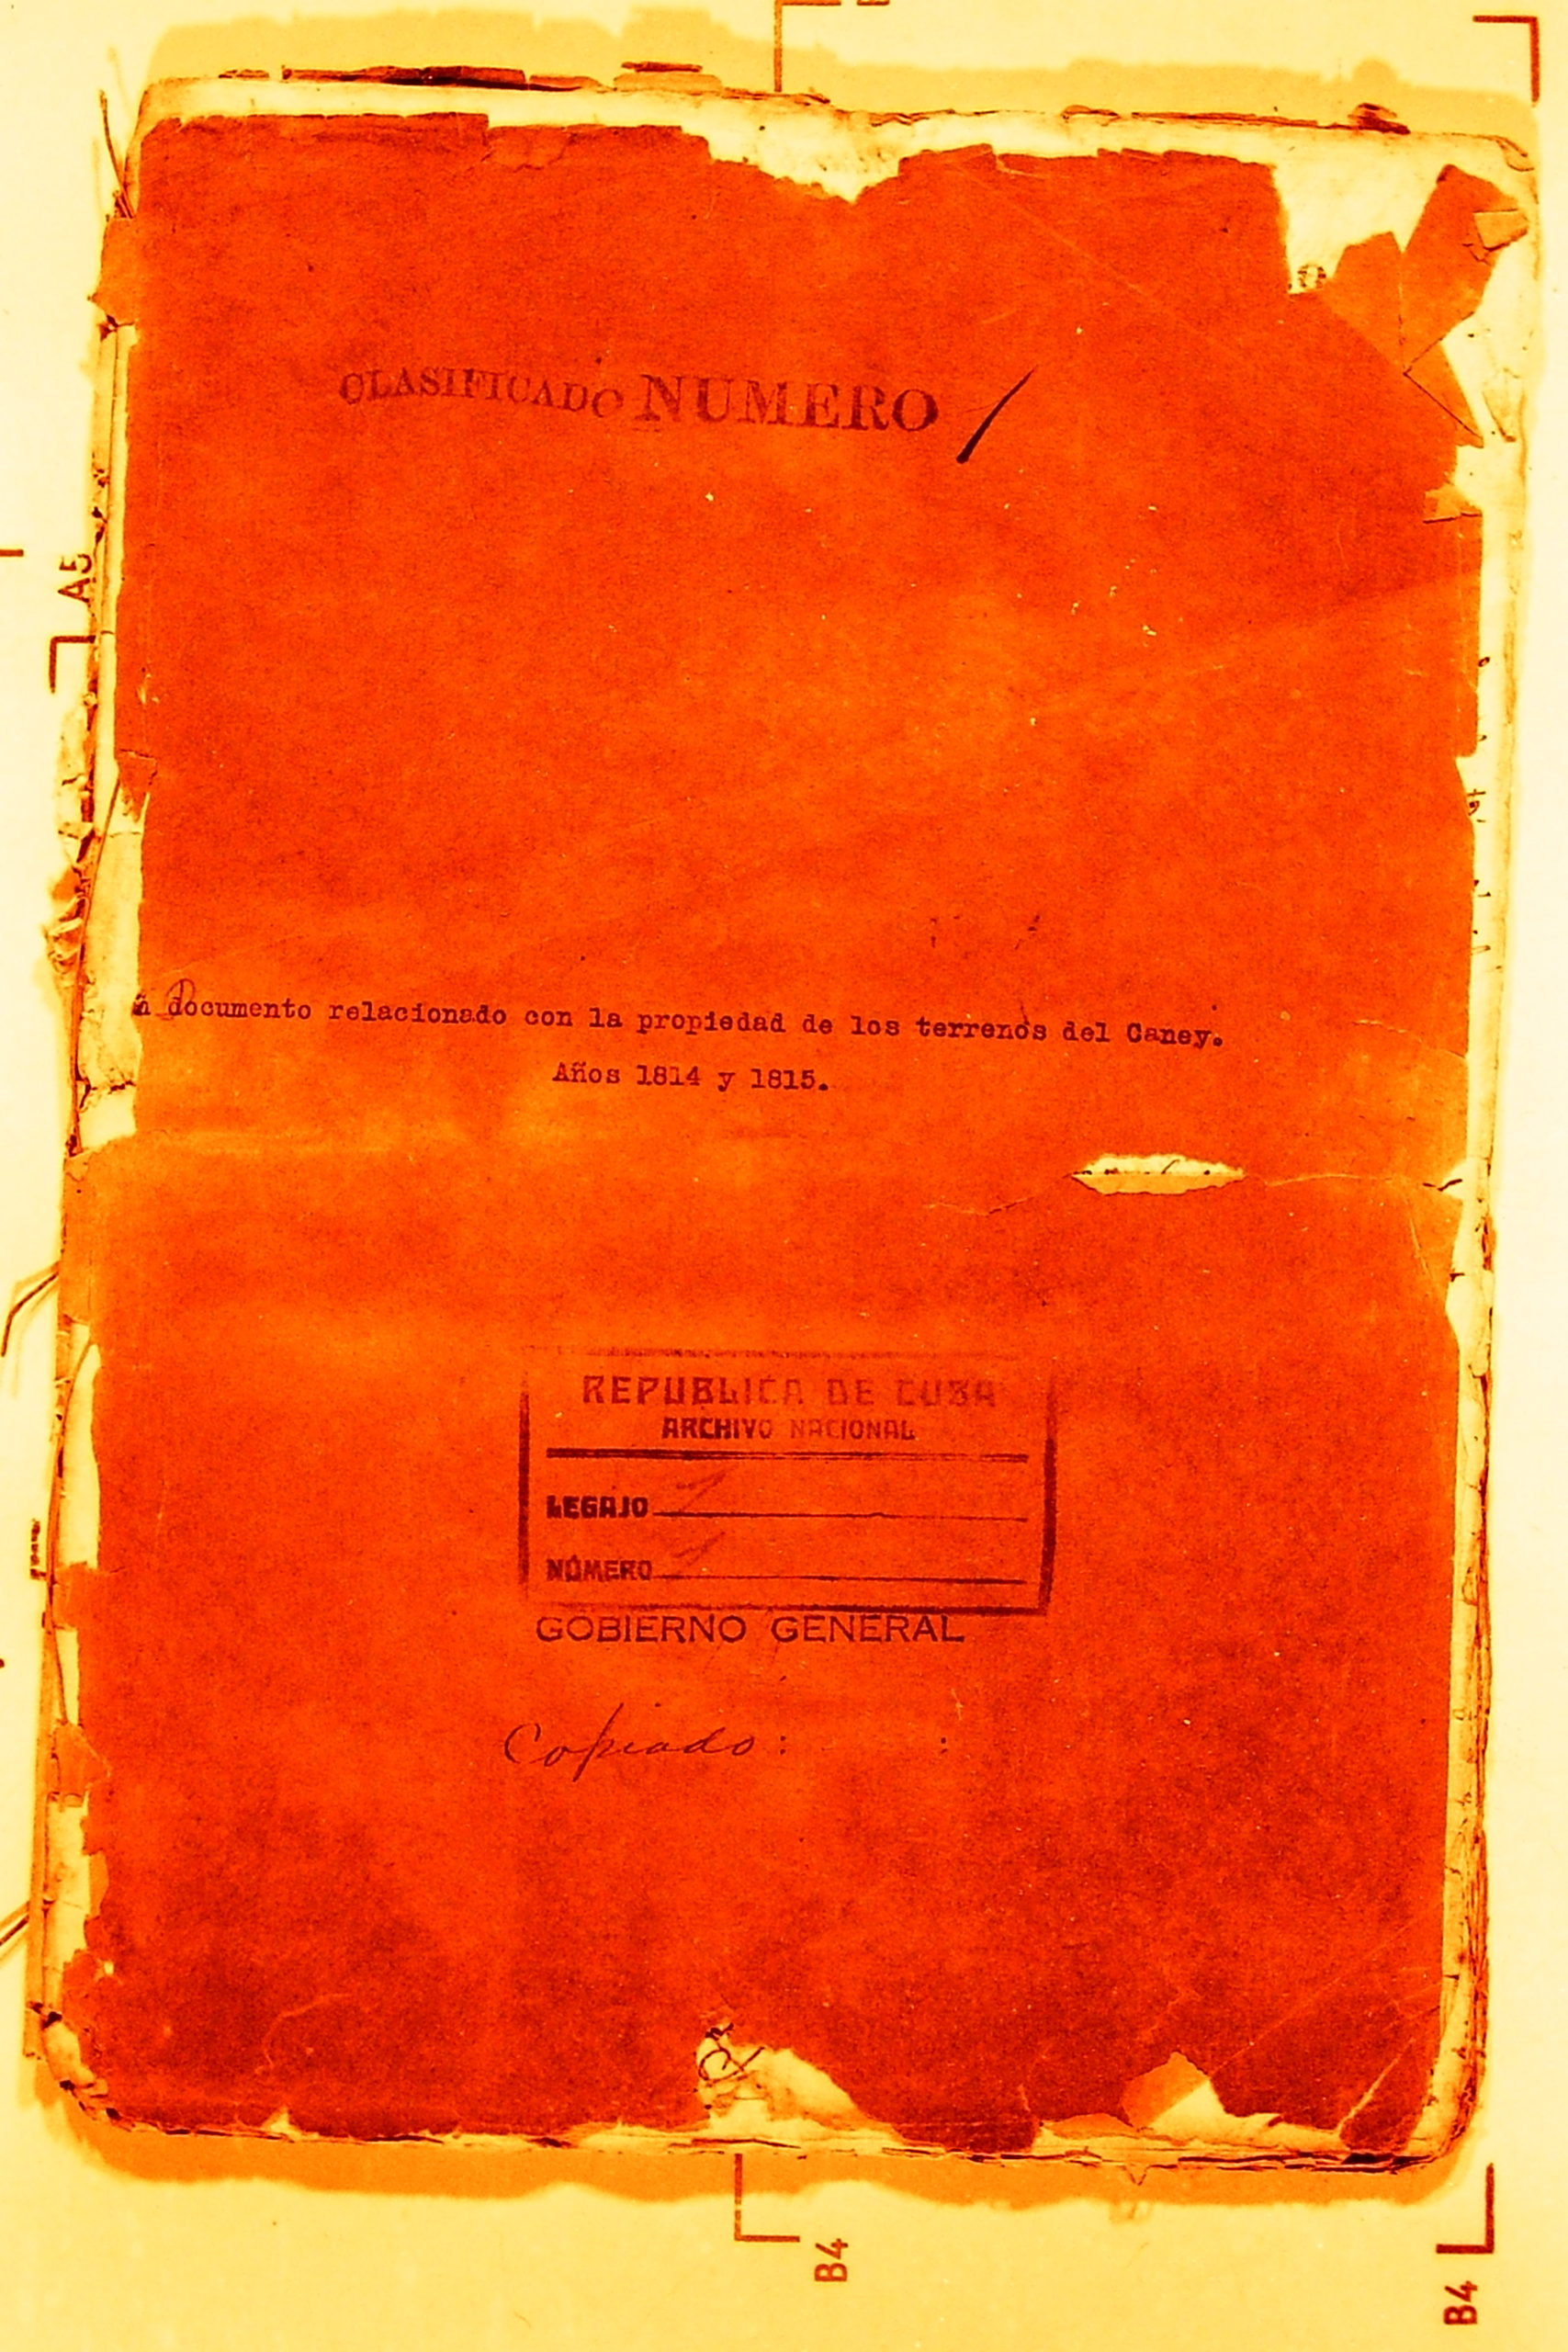 CLASIFICADO NUMERO 1
documento relacionado con la propiedad de los terrenos del Caney.
Años 1814 y 1815.
REPUBLICA DE CUBA
ARCHIVO NACIONAL
LEGAJO 1
NÚMERO 1
GOBIERNO GENERAL
Copiado:   :
A5
B4
B4